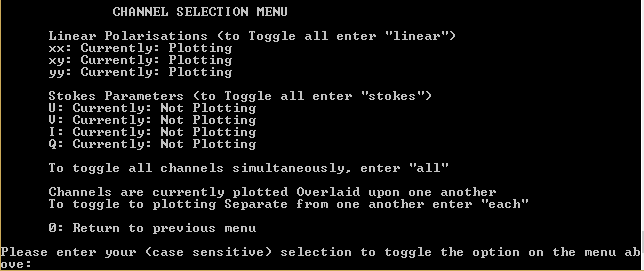 CHANNEL SELECTION MENU
Linear Polarisations (to Toggle all enter "linear")
xx: Currently: Plotting
xy: Currently: Plotting
yy: Currently: Plotting
Stokes Parameters (to Toggle all enter "stokes")
U: Currently: Not Plotting
V: Currently: Not Plotting
I: Currently: Not Plotting
Q: Currently: Not Plotting
To toggle all channels simultaneously, enter "all"
Channels are currently plotted Overlaid upon one another
To toggle to plotting Separate from one another enter "each"
0: Return to previous menu
Please enter your (case sensitive) selection to toggle the option on the menu ab
ove: